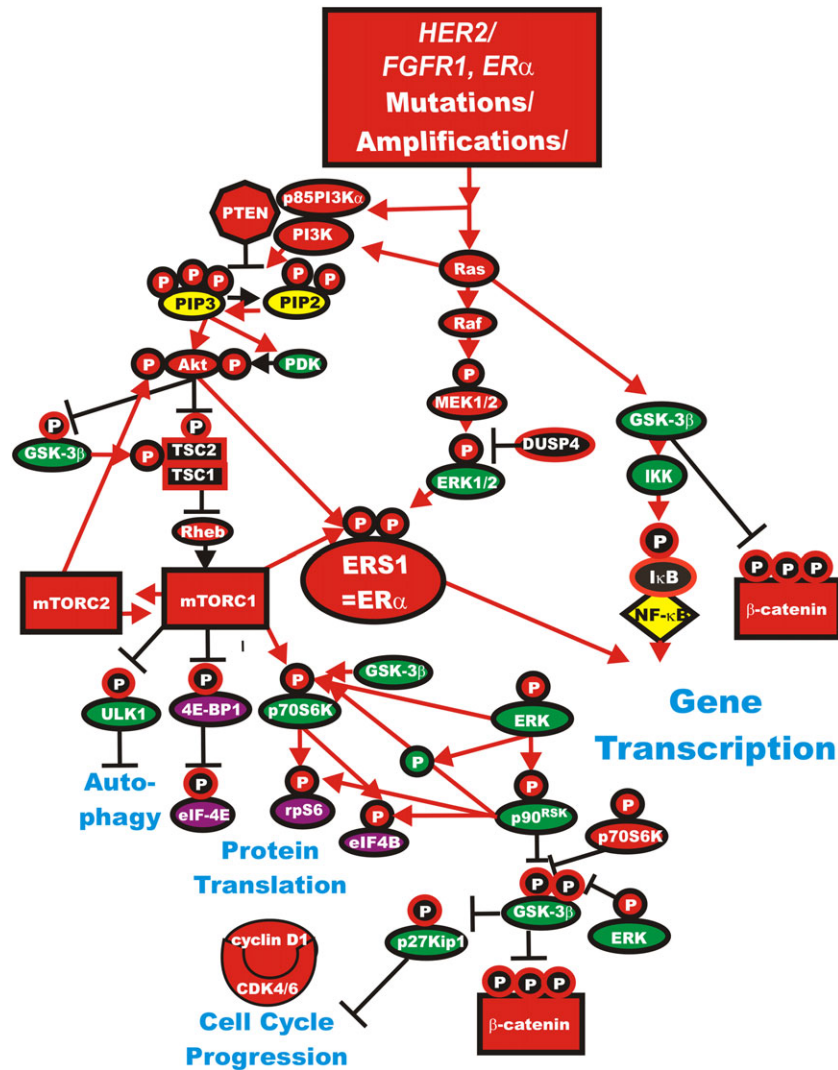 HER2/
FGFR1, ERα
Mutations/
Amplifications/
p85PI3Kα
PTEN
PI3K
Ras
P P P
P P
PIP3
PIP2
Raf
P Akt P
PDK
P
MEK1/2
P
P
GSK-3β
GSK-3β
P
TSC2
TSC1
P
DUSP4
ERK1/2
IKK
Rheb
P P
P
ERS1
=ERα
IκB
P P P
mTORC2
mTORC1
NF-κB
β-catenin
I
P
P
P
GSK-3β
P
ULK1
4E-BP1
p70S6K
ERK
Gene
Transcription
P
Auto-
phagy
P
P
P
eIF-4E
rpS6
P
p90RSK
P
eIF4B
p70S6K
Protein
Translation
P P
GSK-3β
P
P
ERK
p27Kip1
cyclin D1
CDK4/6
P P P
β-catenin
Cell Cycle
Progression